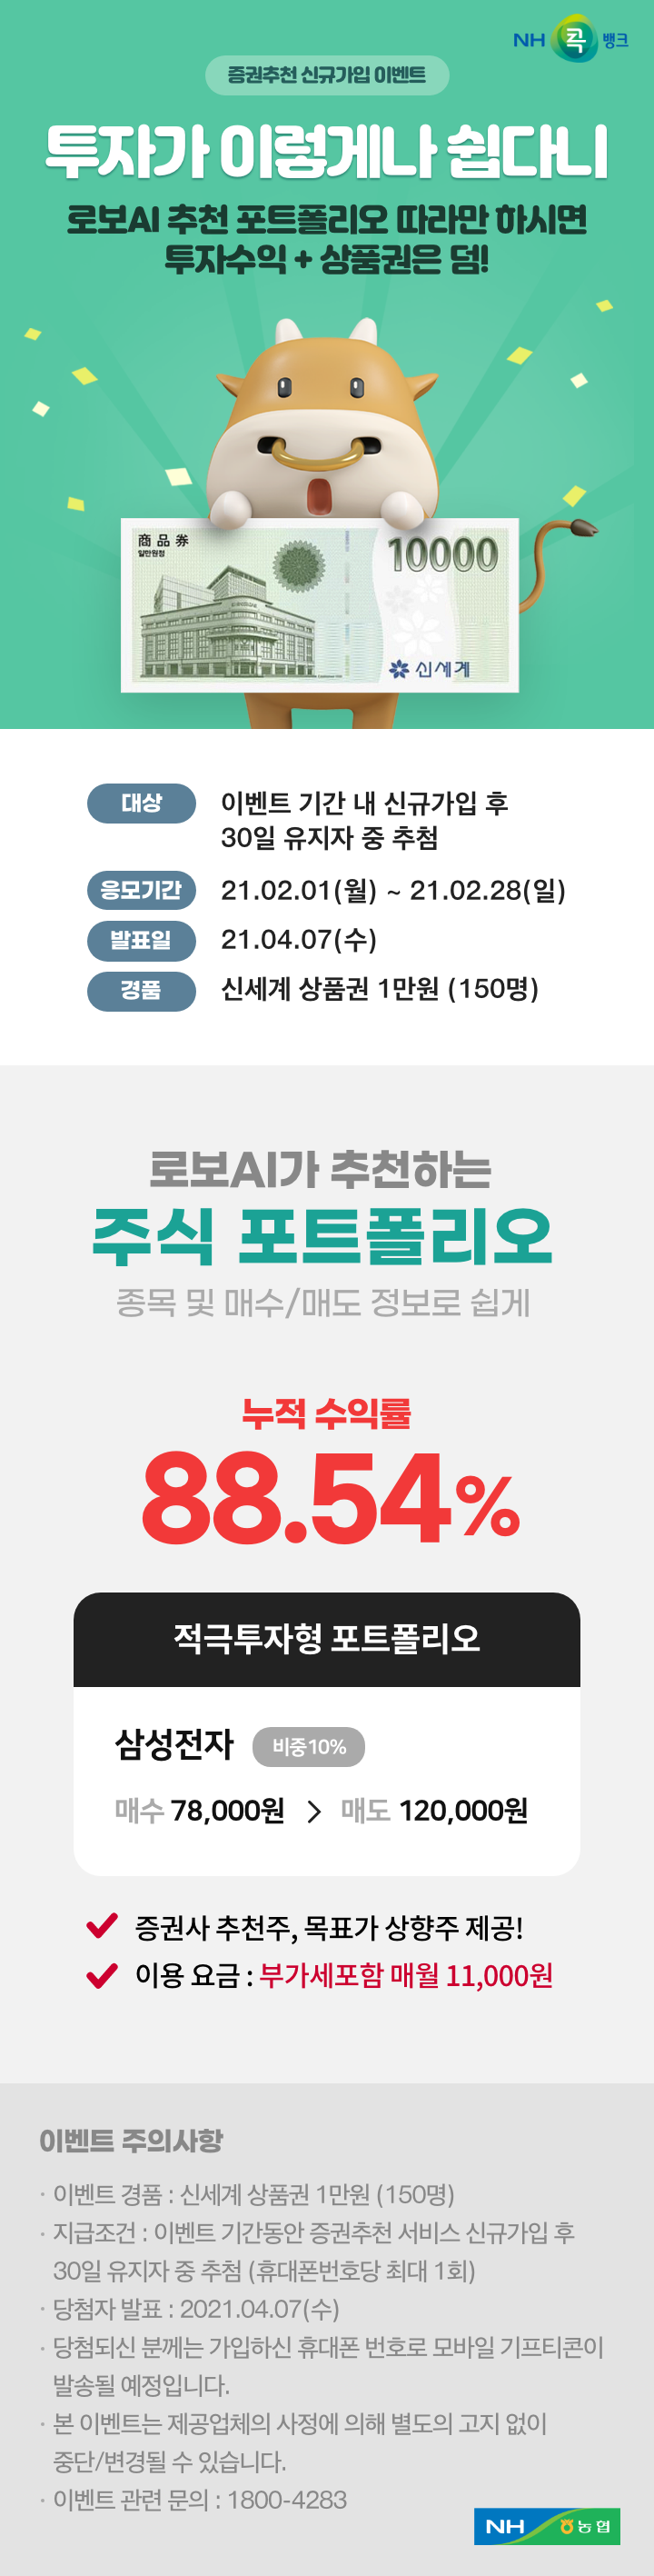 NH 콕 뱅크
증권추천 신규가입 이벤트
투자가 이렇게나 쉽다니
로보AI 추천 포트폴리오 따라만 하시면
투자수익 + 상품권은 덤!
商品券
일만원정
10000
신세계
대상
이벤트 기간 내 신규가입 후
30일 유지자 중 추첨
응모기간
21.02.01(월) ~ 21.02.28(일)
발표일
21.04.07(수)
경품
신세계 상품권 1만원 (150명)
로보AI가 추천하는
주식 포트폴리오
종목 및 매수/매도 정보로 쉽게
누적 수익률
88.54%
적극투자형 포트폴리오
삼성전자 비중10%
매수 78,000원 > 매도 120,000원
증권사 추천주, 목표가 상향주 제공!
이용 요금 : 부가세포함 매월 11,000원
이벤트 주의사항
· 이벤트 경품 : 신세계 상품권 1만원 (150명)
· 지급조건 : 이벤트 기간동안 증권추천 서비스 신규가입 후
30일 유지자 중 추첨 (휴대폰번호당 최대 1회)
· 당첨자 발표 : 2021.04.07(수)
· 당첨되신 분께는 가입하신 휴대폰 번호로 모바일 기프티콘이
발송될 예정입니다.
· 본 이벤트는 제공업체의 사정에 의해 별도의 고지 없이
중단/변경될 수 있습니다.
· 이벤트 관련 문의 : 1800-4283
NH 농협